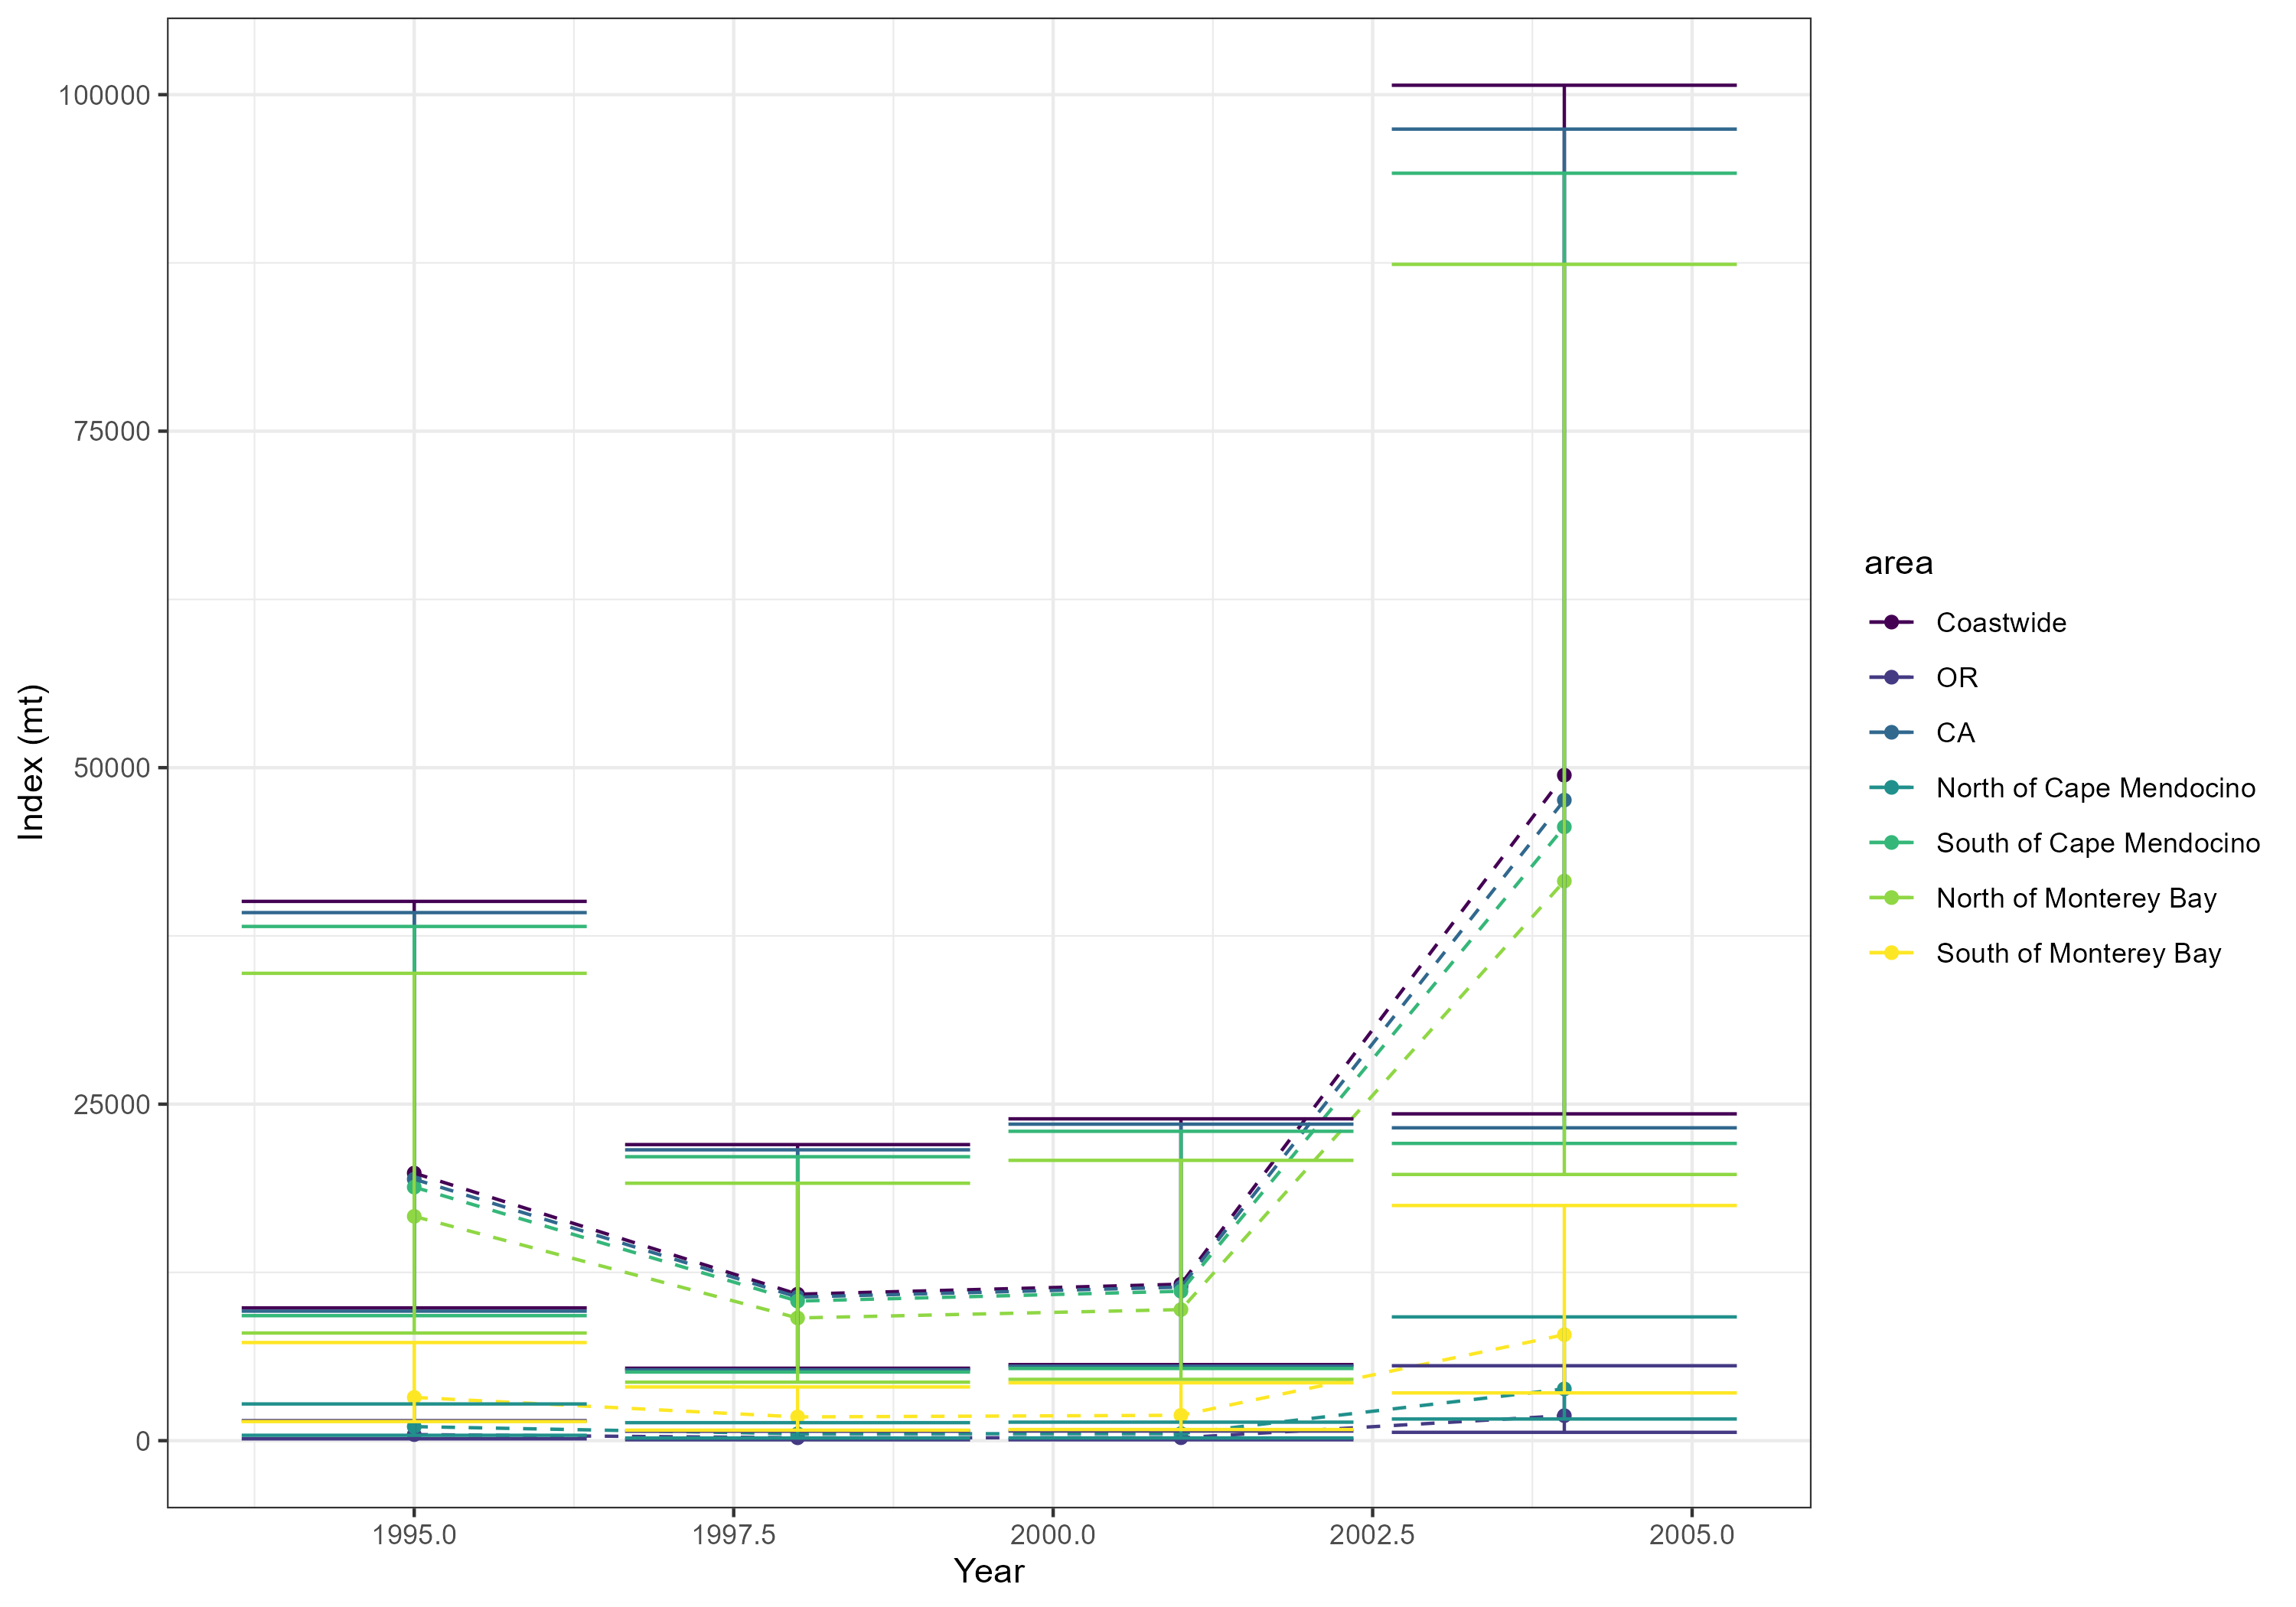 100000
75000
50000
25000
0
Index (mt)
1995.0
1997.5
2000.0
2002.5
2005.0
Year
area
Coastwide
OR
CA
North of Cape Mendocino
South of Cape Mendocino
North of Monterey Bay
South of Monterey Bay